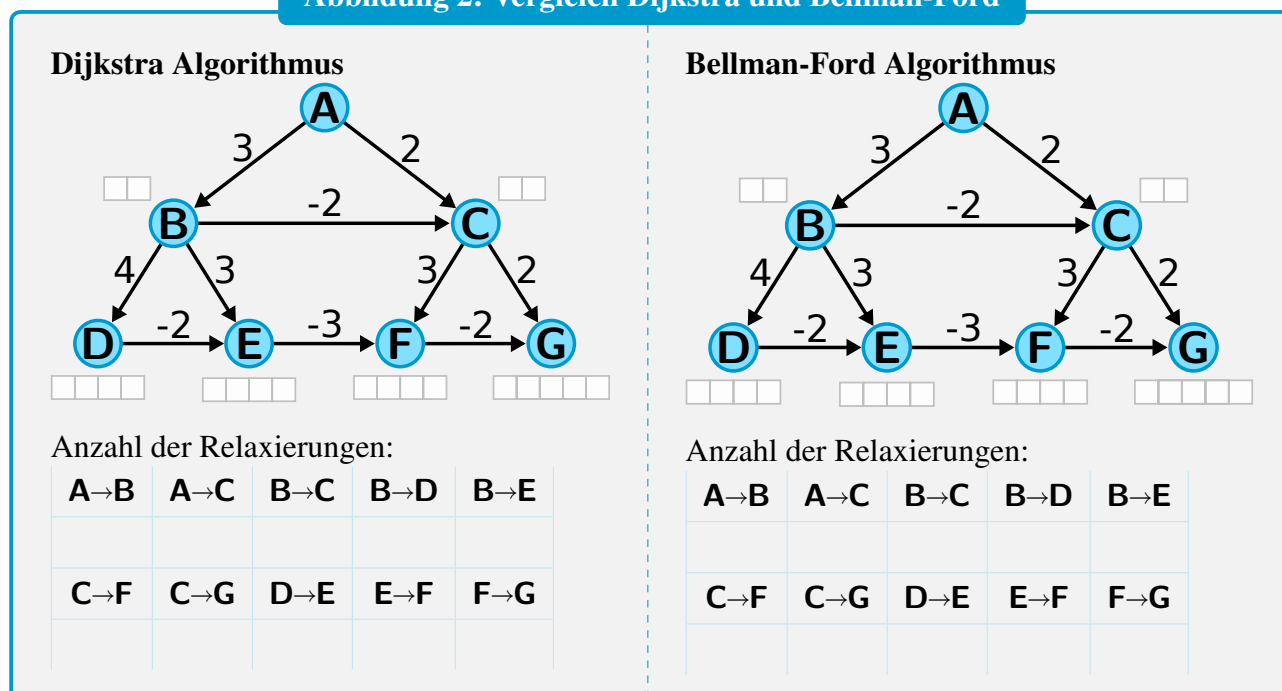 Abbildung 2: Vergleich Dijkstra und Bellman-Ford
Dijkstra Algorithmus
A
3
2
B
-2
C
4
3
3
2
D
-2
E
-3
F
-2
G
Anzahl der Relaxierungen:
A→B A→C B→C B→D B→E
C→F C→G D→E E→F F→G
Bellman-Ford Algorithmus
A
3
2
B
-2
C
4
3
3
2
D
-2
E
-3
F
-2
G
Anzahl der Relaxierungen:
A→B A→C B→C B→D B→E
C→F C→G D→E E→F F→G